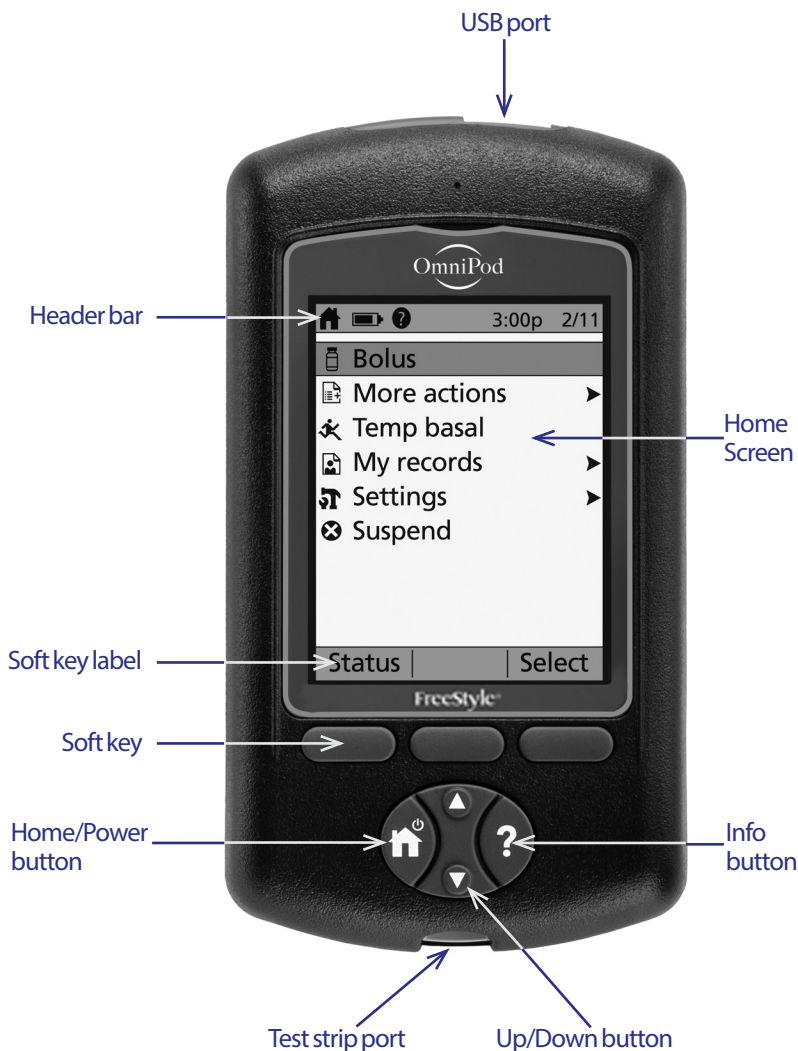 USB port
OmniPod
Header bar
? 3:00p 2/11
Bolus
More actions
Temp basal
Home
Screen
My records
Settings
Suspend
Soft key label
Status Select
FreeStyle®
Soft key
Home/Power
button
?
Info
button
Test strip port
Up/Down button